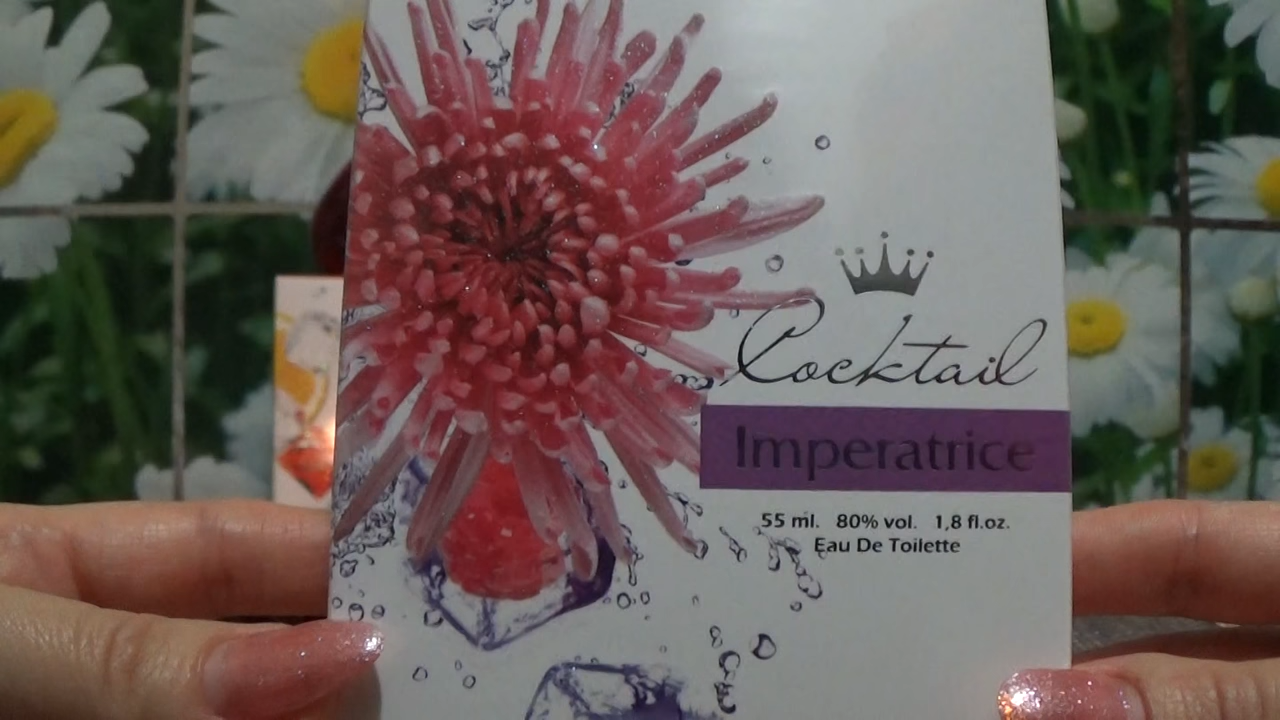 Cocktail
Imperatrice
55 ml. 80% vol. 1,8 fl.oz.
Eau De Toilette